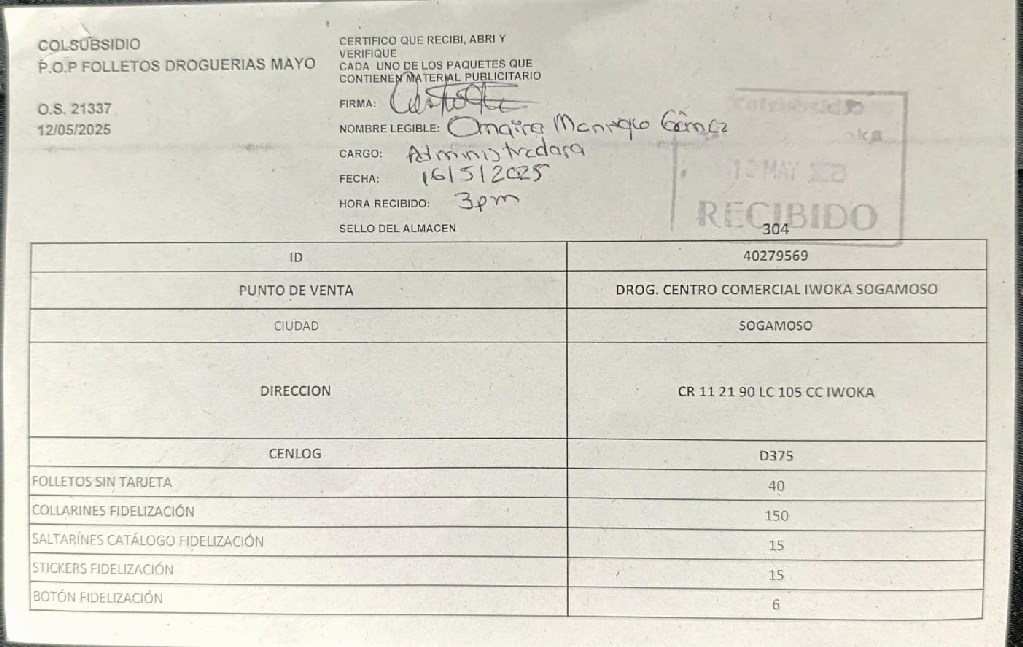 COLSUBSIDIO
P.O.P FOLLETOS DROGUERIAS MAYO
O.S. 21337
12/05/2025
CERTIFICO QUE RECIBI, ABRI Y
VERIFIQUE
CADA UNO DE LOS PAQUETES QUE
CONTIENEN MATERIAL PUBLICITARIO
FIRMA:
NOMBRE LEGIBLE: Omaira Manrique Gómez
CARGO: Administradora
FECHA: 16/5/2025
HORA RECIBIDO: 3pm
SELLO DEL ALMACEN
MAY
RECIBIDO
304
ID 40279569
PUNTO DE VENTA DROG. CENTRO COMERCIAL IWOKA SOGAMOSO
CIUDAD SOGAMOSO
DIRECCION CR 11 21 90 LC 105 CC IWOKA
CENLOG D375
FOLLETOS SIN TARJETA 40
COLLARINES FIDELIZACIÓN 150
SALTARÍNES CATÁLOGO FIDELIZACIÓN 15
STICKERS FIDELIZACIÓN 15
BOTÓN FIDELIZACIÓN 6